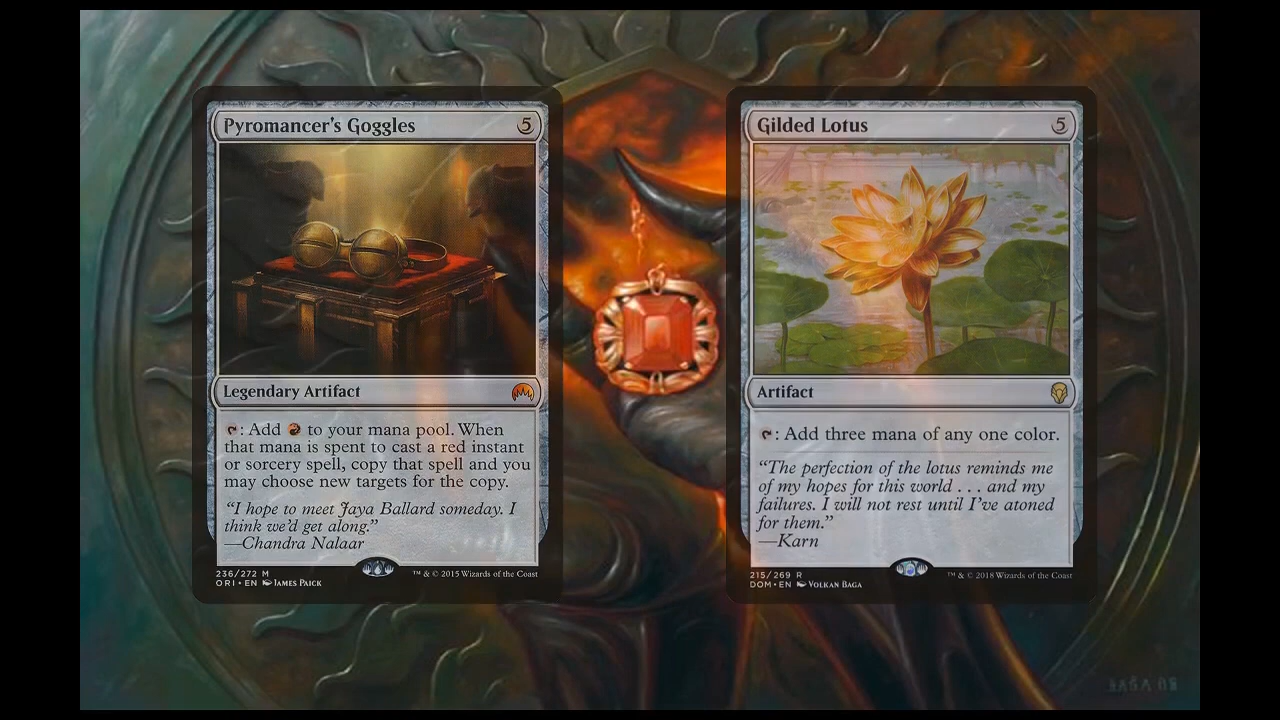 Pyromancer's Goggles 5
Legendary Artifact
: Add to your mana pool. When
that mana is spent to cast a red instant
or sorcery spell, copy that spell and you
may choose new targets for the copy.
“I hope to meet Jaya Ballard someday. I
think we'd get along.”
—Chandra Nalaar
236/272 M
ORI • EN James Paick
™ & © 2015 Wizards of the Coast
Gilded Lotus 5
Artifact
: Add three mana of any one color.
“The perfection of the lotus reminds me
of my hopes for this world . . . and my
failures. I will not rest until I've atoned
for them.”
—Karn
215/269 R
DOM • EN Volkan Baga
™ & © 2018 Wizards of the Coast